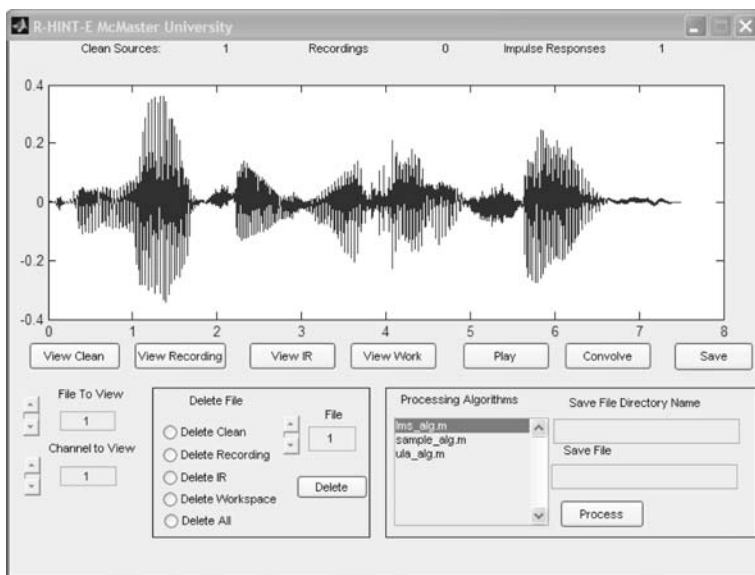 R-HINT-E McMaster University
Clean Sources: 1 Recordings 0 Impulse Responses 1
0.4
0.2
0
-0.2
-0.4
0 1 2 3 4 5 6 7 8
View Clean View Recording View IR View Work Play Convolve Save
File To View
1
Channel to View
1
Delete File
File
1
Delete Clean
Delete Recording
Delete IR
Delete Workspace
Delete All
Delete
Processing Algorithms
lms_alg.m
sample_alg.m
ula_alg.m
Save File Directory Name
Save File
Process